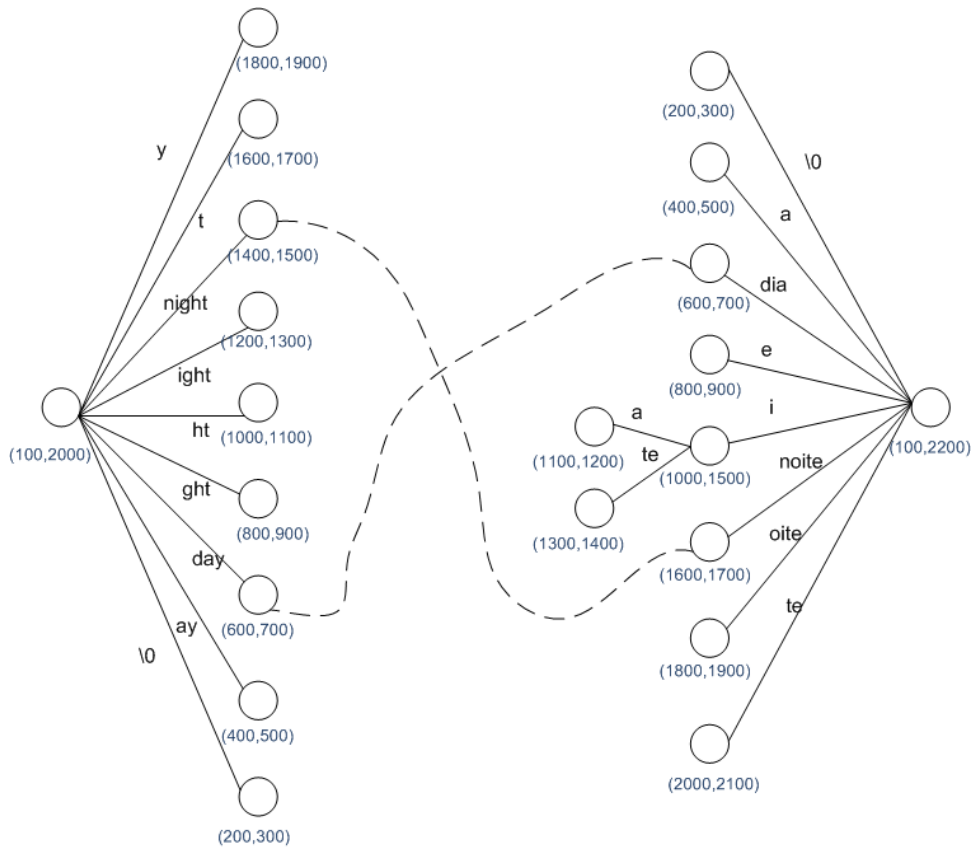 (1800,1900)
y
(1600,1700)
t
(1400,1500)
night
(1200,1300)
ight
(1000,1100)
ht
(100,2000)
ght
(800,900)
day
(600,700)
ay
\0
(400,500)
(200,300)
(200,300)
\0
(400,500)
a
(600,700)
dia
e
(800,900)
i
a
(1100,1200)
te
(1000,1500)
(100,2200)
noite
(1300,1400)
oite
(1600,1700)
te
(1800,1900)
(2000,2100)